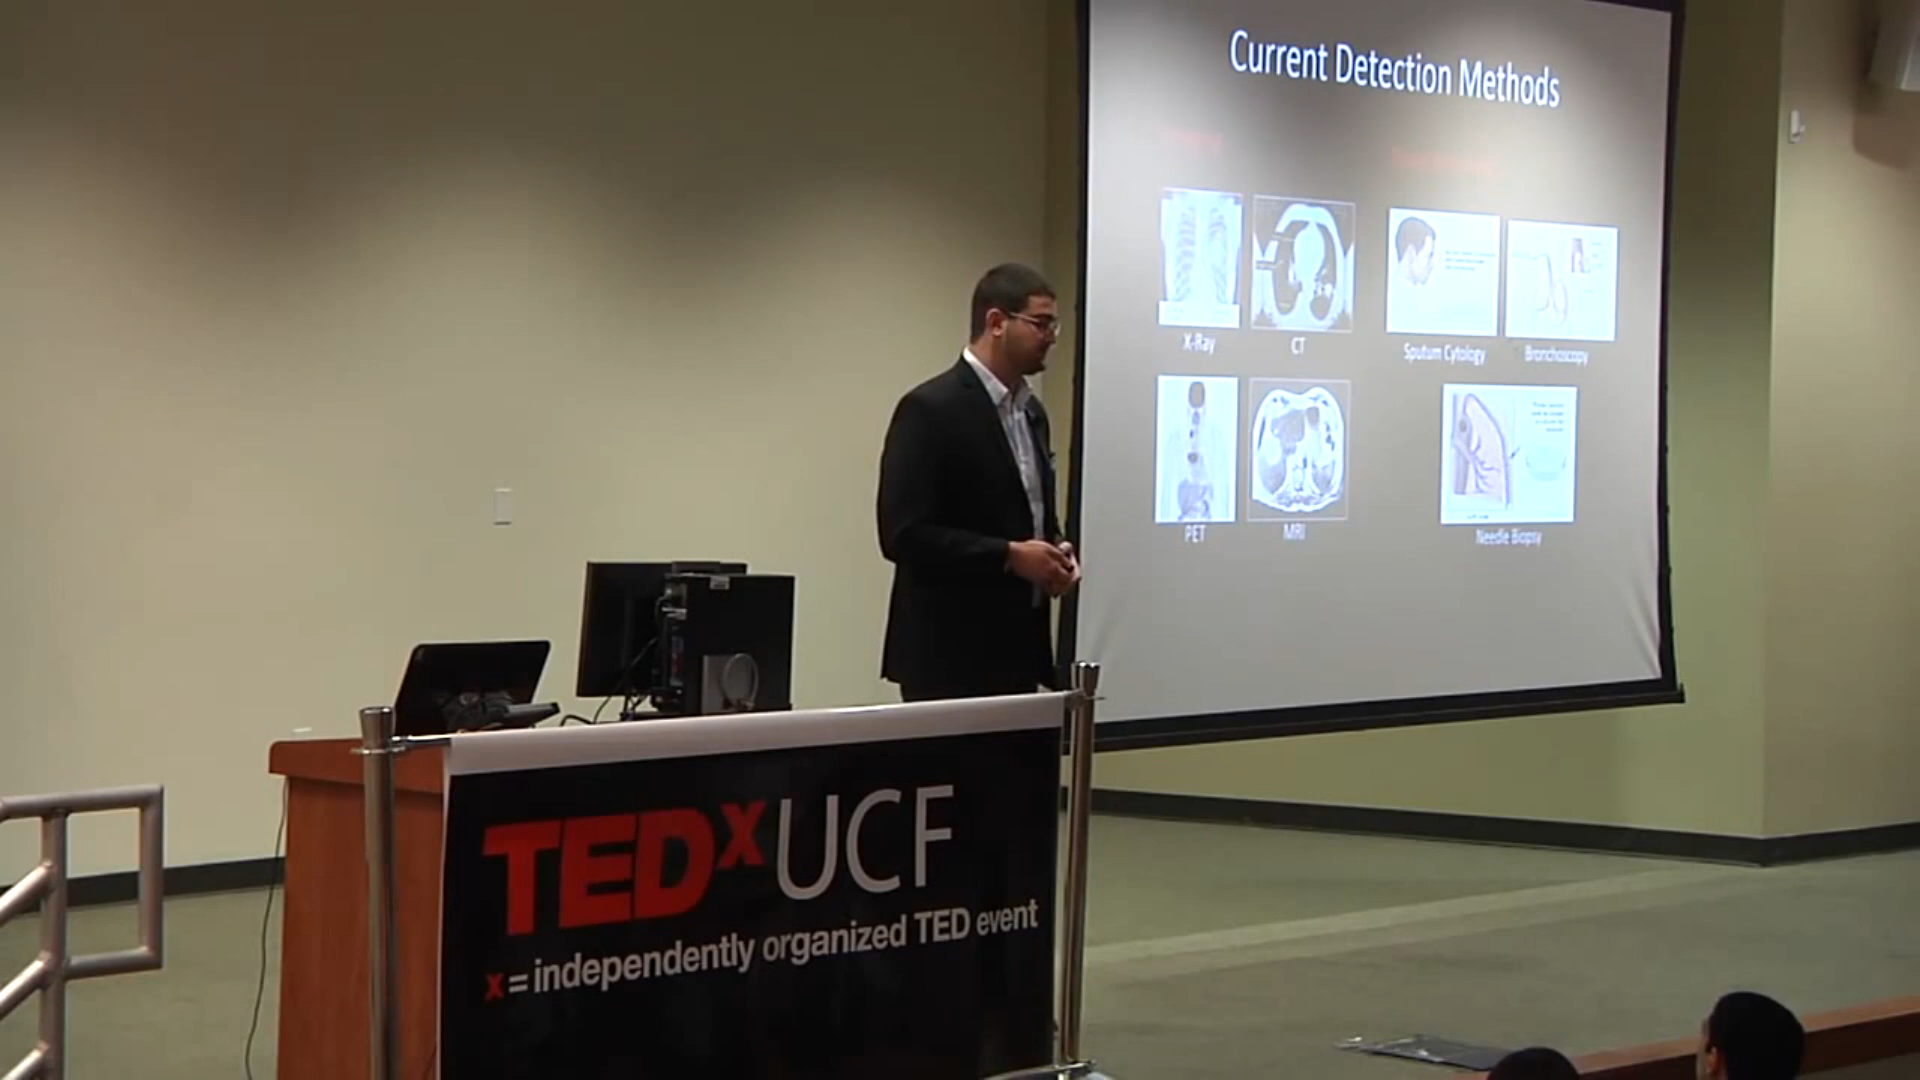 Current Detection Methods
X-Ray
CT
Sputum Cytology
Bronchoscopy
PET
MRI
Needle Biopsy
TEDxUCF
x = independently organized TED event